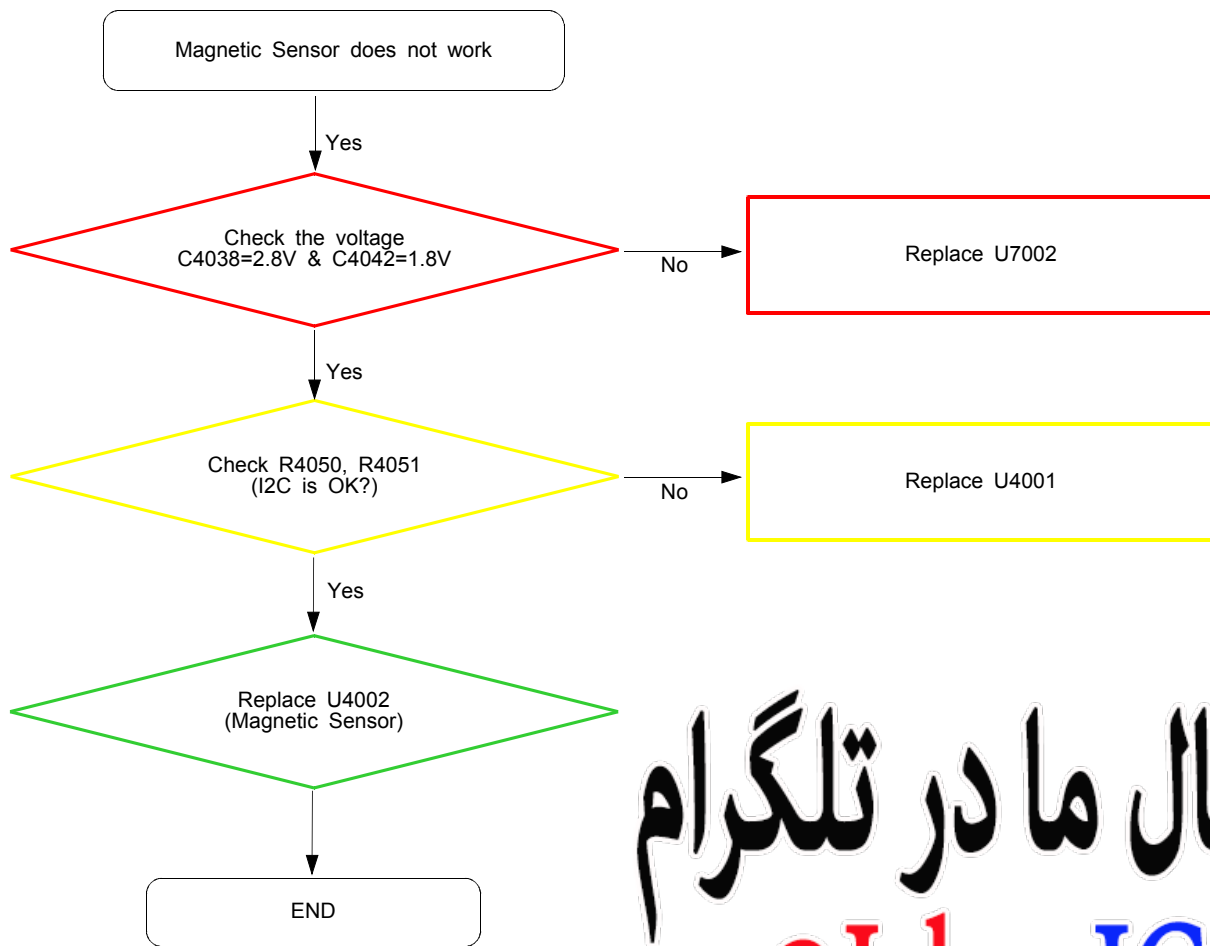 Magnetic Sensor does not work
Yes
Check the voltage
C4038=2.8V & C4042=1.8V
No
Replace U7002
Yes
Check R4050, R4051
(I2C is OK?)
No
Replace U4001
Yes
Replace U4002
(Magnetic Sensor)
ما در تلگرام
END